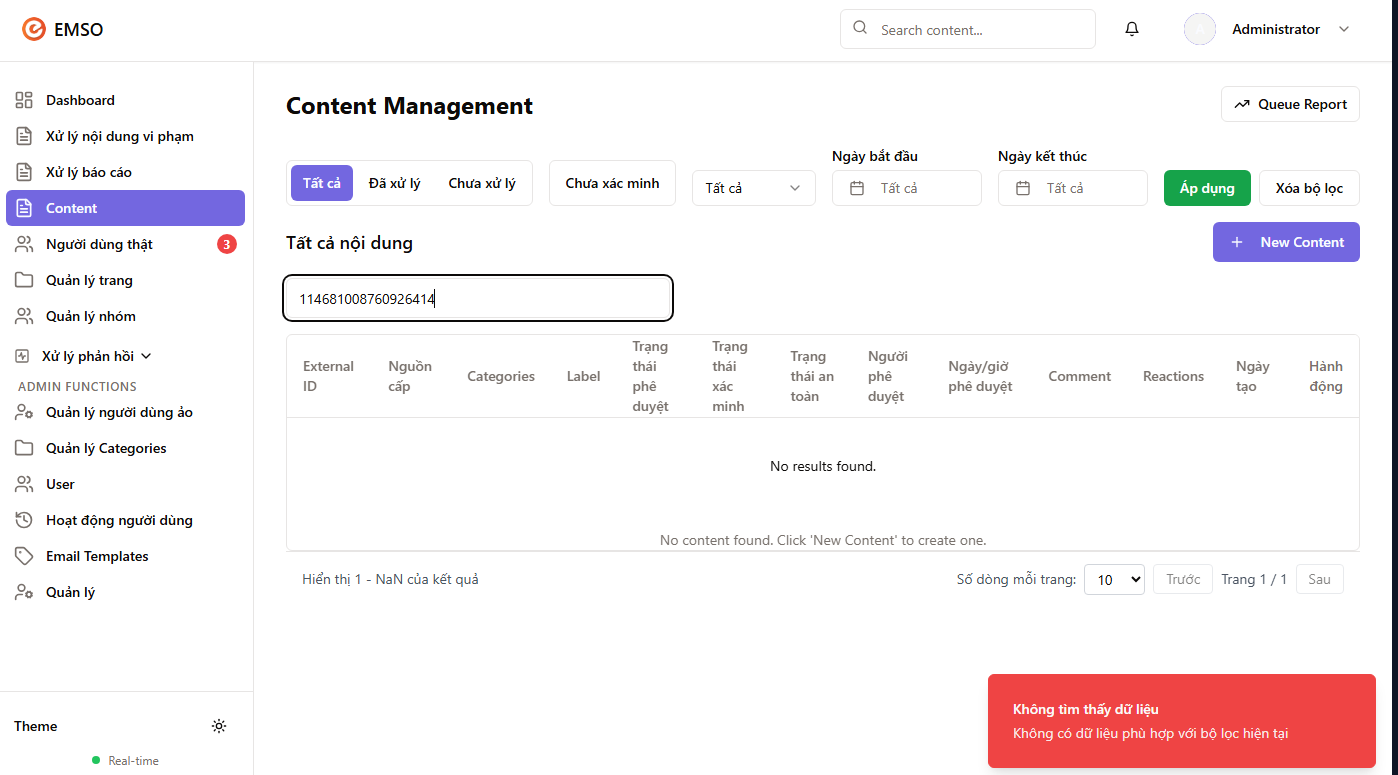 EMSO
Search content...
Administrator
Dashboard
Xử lý nội dung vi phạm
Xử lý báo cáo
Content
Người dùng thật
3
Quản lý trang
Quản lý nhóm
Xử lý phản hồi
ADMIN FUNCTIONS
Quản lý người dùng ảo
Quản lý Categories
User
Hoạt động người dùng
Email Templates
Quản lý
Theme
Real-time
Content Management
Queue Report
Tất cả
Đã xử lý
Chưa xử lý
Chưa xác minh
Tất cả
Ngày bắt đầu
Tất cả
Ngày kết thúc
Tất cả
Áp dụng
Xóa bộ lọc
Tất cả nội dung
New Content
114681008760926414
External
ID
Nguồn
cấp
Categories
Label
Trạng
thái
phê
duyệt
Trạng
thái
xác
minh
Trạng
thái an
toàn
Người
phê
duyệt
Ngày/giờ
phê duyệt
Comment
Reactions
Ngày
tạo
Hành
động
No results found.
No content found. Click 'New Content' to create one.
Hiển thị 1 - NaN của kết quả
Số dòng mỗi trang:
10
Trước
Trang 1 / 1
Sau
Không tìm thấy dữ liệu
Không có dữ liệu phù hợp với bộ lọc hiện tại